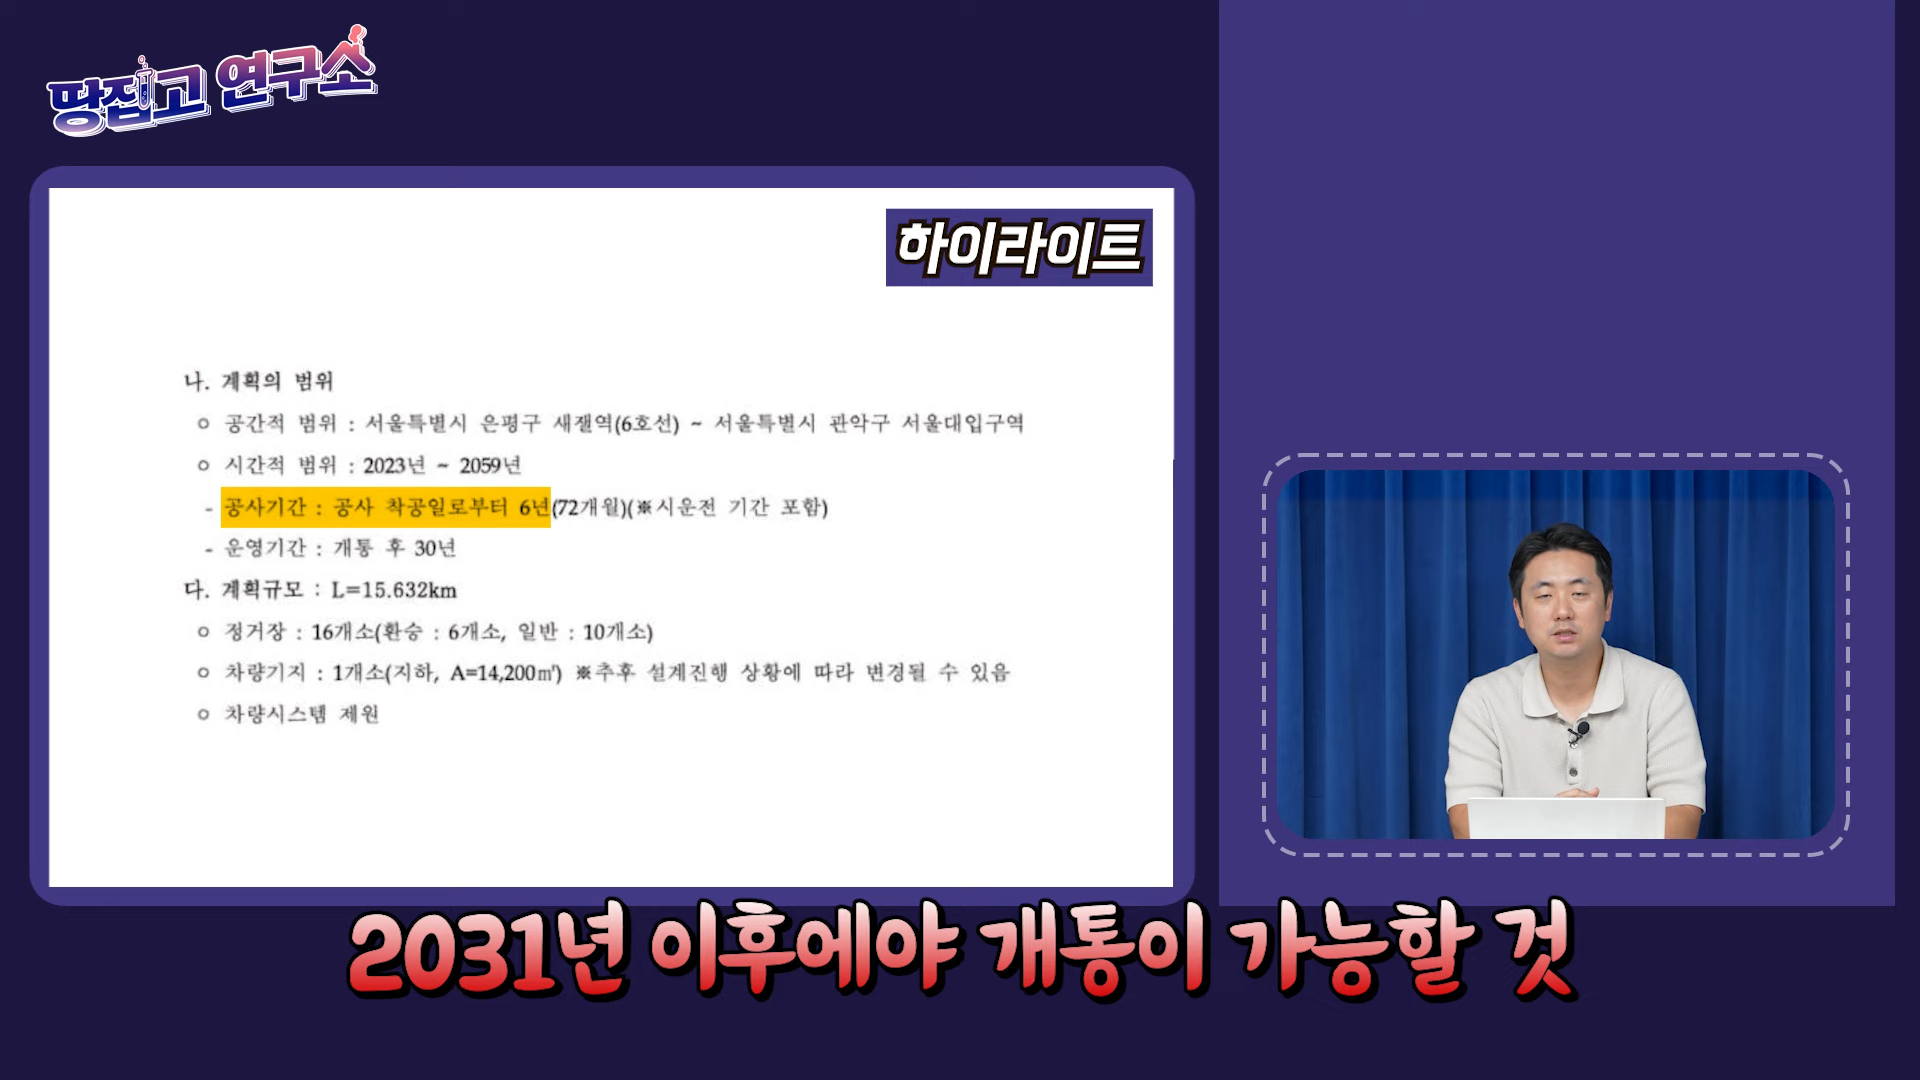 땅집고 연구소
하이라이트
나. 계획의 범위
○ 공간적 범위 : 서울특별시 은평구 새절역(6호선) ~ 서울특별시 관악구 서울대입구역
○ 시간적 범위 : 2023년 ~ 2059년
- 공사기간 : 공사 착공일로부터 6년(72개월)(※시운전 기간 포함)
- 운영기간 : 개통 후 30년
다. 계획규모 : L=15.632km
○ 정거장 : 16개소(환승 : 6개소, 일반 : 10개소)
○ 차량기지 : 1개소(지하, A=14,200㎡) ※추후 설계진행 상황에 따라 변경될 수 있음
○ 차량시스템 제원
2031년 이후에야 개통이 가능할 것